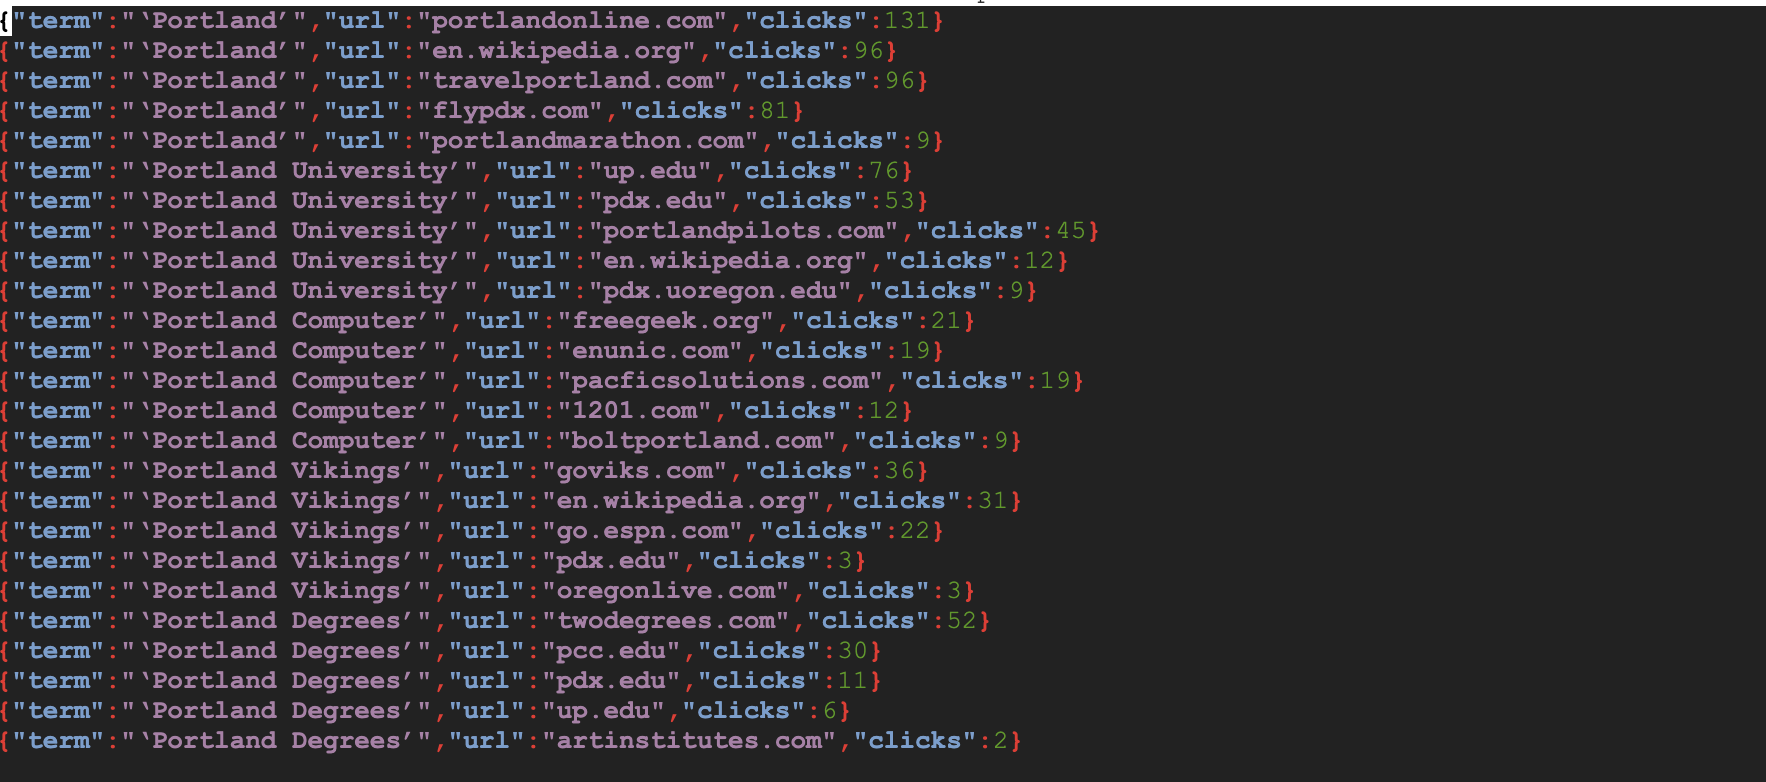 {"term":"‘Portland’","url":"portlandonline.com","clicks":131}
{"term":"‘Portland’","url":"en.wikipedia.org","clicks":96}
{"term":"‘Portland’","url":"travelportland.com","clicks":96}
{"term":"‘Portland’","url":"flypdx.com","clicks":81}
{"term":"‘Portland’","url":"portlandmarathon.com","clicks":9}
{"term":"‘Portland University’","url":"up.edu","clicks":76}
{"term":"‘Portland University’","url":"pdx.edu","clicks":53}
{"term":"‘Portland University’","url":"portlandpilots.com","clicks":45}
{"term":"‘Portland University’","url":"en.wikipedia.org","clicks":12}
{"term":"‘Portland University’","url":"pdx.uoregon.edu","clicks":9}
{"term":"‘Portland Computer’","url":"freegeek.org","clicks":21}
{"term":"‘Portland Computer’","url":"enunic.com","clicks":19}
{"term":"‘Portland Computer’","url":"pacficsolutions.com","clicks":19}
{"term":"‘Portland Computer’","url":"1201.com","clicks":12}
{"term":"‘Portland Computer’","url":"boltportland.com","clicks":9}
{"term":"‘Portland Vikings’","url":"goviks.com","clicks":36}
{"term":"‘Portland Vikings’","url":"en.wikipedia.org","clicks":31}
{"term":"‘Portland Vikings’","url":"go.espn.com","clicks":22}
{"term":"‘Portland Vikings’","url":"pdx.edu","clicks":3}
{"term":"‘Portland Vikings’","url":"oregonlive.com","clicks":3}
{"term":"‘Portland Degrees’","url":"twodegrees.com","clicks":52}
{"term":"‘Portland Degrees’","url":"pcc.edu","clicks":30}
{"term":"‘Portland Degrees’","url":"pdx.edu","clicks":11}
{"term":"‘Portland Degrees’","url":"up.edu","clicks":6}
{"term":"‘Portland Degrees’","url":"artinstitutes.com","clicks":2}